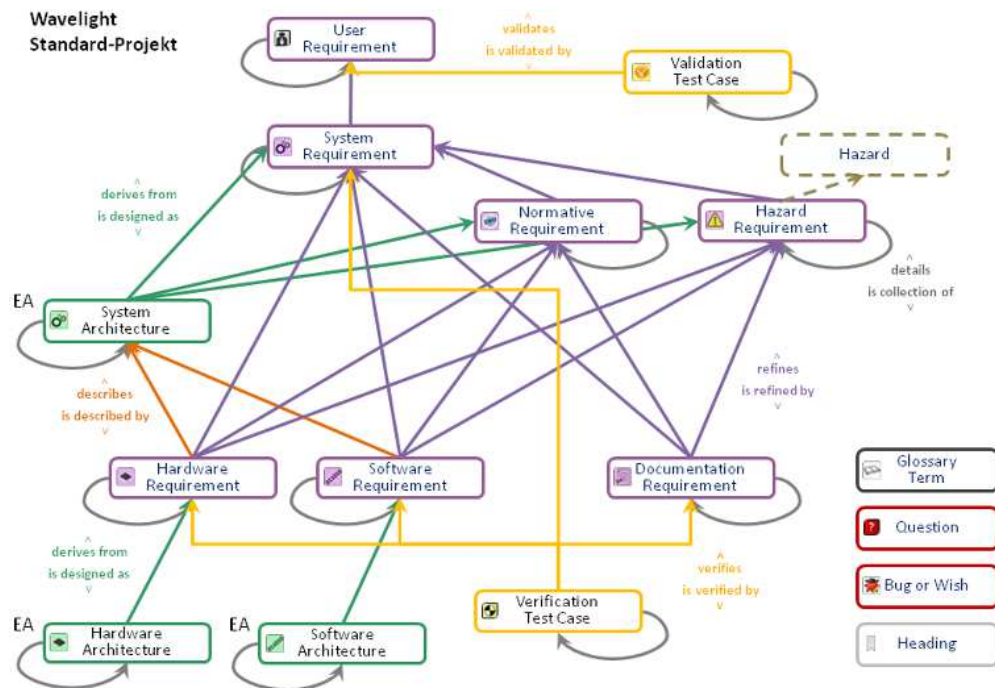 Wavelight
Standard-Projekt
User
Requirement
^
validates
is validated by
v
Validation
Test Case
System
Requirement
Hazard
^
derives from
is designed as
v
Normative
Requirement
Hazard
Requirement
^
details
is collection of
v
EA
System
Architecture
^
describes
is described by
v
^
refines
is refined by
v
Hardware
Requirement
Software
Requirement
Documentation
Requirement
Glossary
Term
Question
^
derives from
is designed as
v
^
verifies
is verified by
v
Bug or Wish
EA
Hardware
Architecture
EA
Software
Architecture
Verification
Test Case
Heading